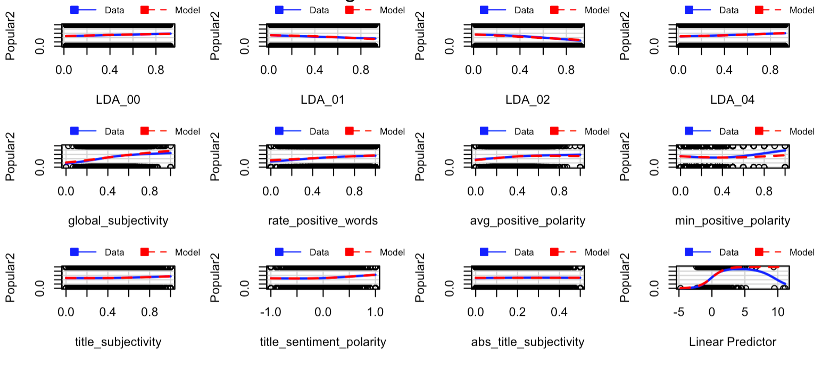 Data Model Data Model Data Model Data Model
Popular2 Popular2 Popular2 Popular2
0.0 0.0 0.0 0.0
0.0 0.4 0.8 0.0 0.4 0.8 0.0 0.4 0.8 0.0 0.4 0.8
LDA_00 LDA_01 LDA_02 LDA_04
Data Model Data Model Data Model Data Model
Popular2 Popular2 Popular2 Popular2
0.0 0.0 0.0 0.0
0.0 0.4 0.8 0.0 0.4 0.8 0.0 0.4 0.8 0.0 0.4 0.8
global_subjectivity rate_positive_words avg_positive_polarity min_positive_polarity
Data Model Data Model Data Model Data Model
Popular2 Popular2 Popular2 Popular2
0.0 0.0 0.0 0.0
0.0 0.4 0.8 -1.0 0.0 1.0 0.0 0.2 0.4 -5 0 5 10
title_subjectivity title_sentiment_polarity abs_title_subjectivity Linear Predictor